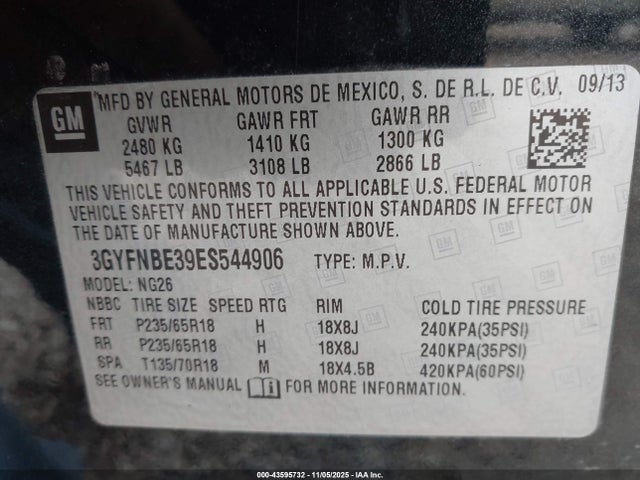 GM
MFD BY GENERAL MOTORS DE MEXICO, S. DE R.L. DE C.V. 09/13
GVWR GAWR FRT GAWR RR
2480 KG 1410 KG 1300 KG
5467 LB 3108 LB 2866 LB
THIS VEHICLE CONFORMS TO ALL APPLICABLE U.S. FEDERAL MOTOR
VEHICLE SAFETY AND THEFT PREVENTION STANDARDS IN EFFECT ON
THE DATE OF MANUFACTURE SHOWN ABOVE.
3GYFNBE39ES544906 TYPE: M.P.V.
MODEL: NG26
NBBC TIRE SIZE SPEED RTG RIM COLD TIRE PRESSURE
FRT P235/65R18 H 18X8J 240KPA(35PSI)
RR P235/65R18 H 18X8J 240KPA(35PSI)
SPA T135/70R18 M 18X4.5B 420KPA(60PSI)
SEE OWNER'S MANUAL FOR MORE INFORMATION.
000-43595732 - 11/05/2025 - IAAI, Inc.